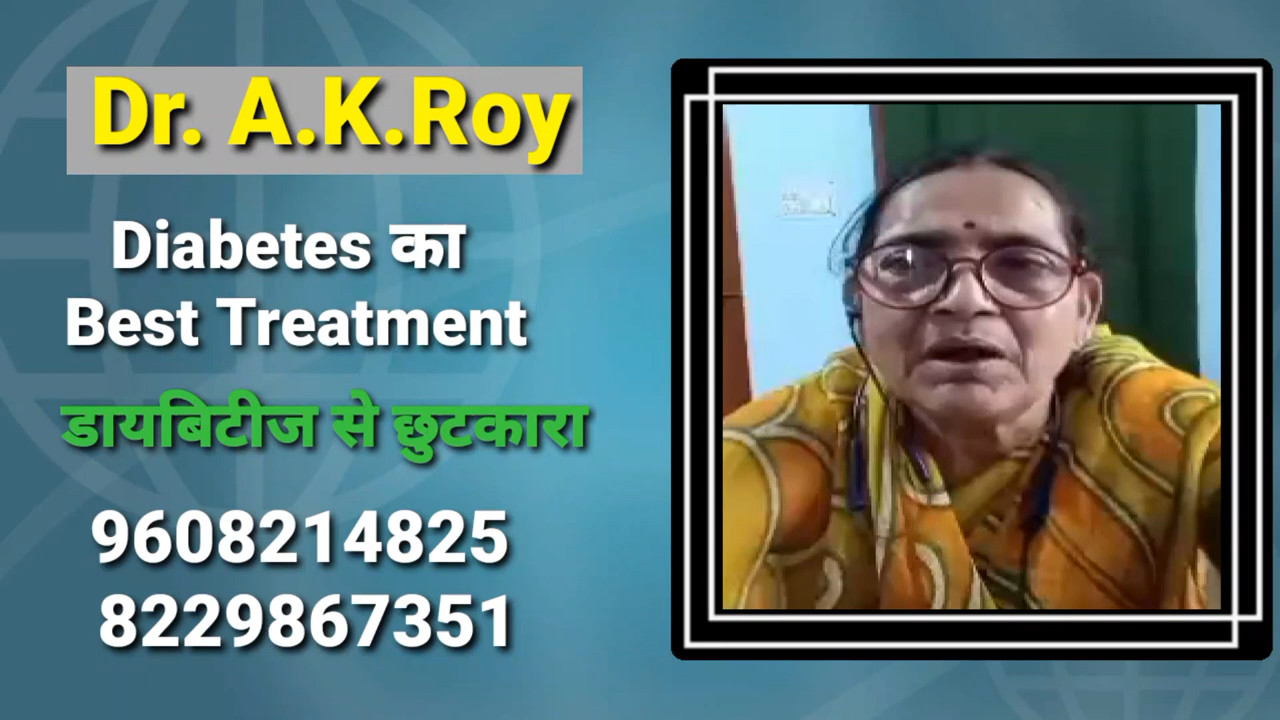 Dr. A.K.Roy
Diabetes का
Best Treatment
डायबिटीज से छुटकारा
9608214825
8229867351